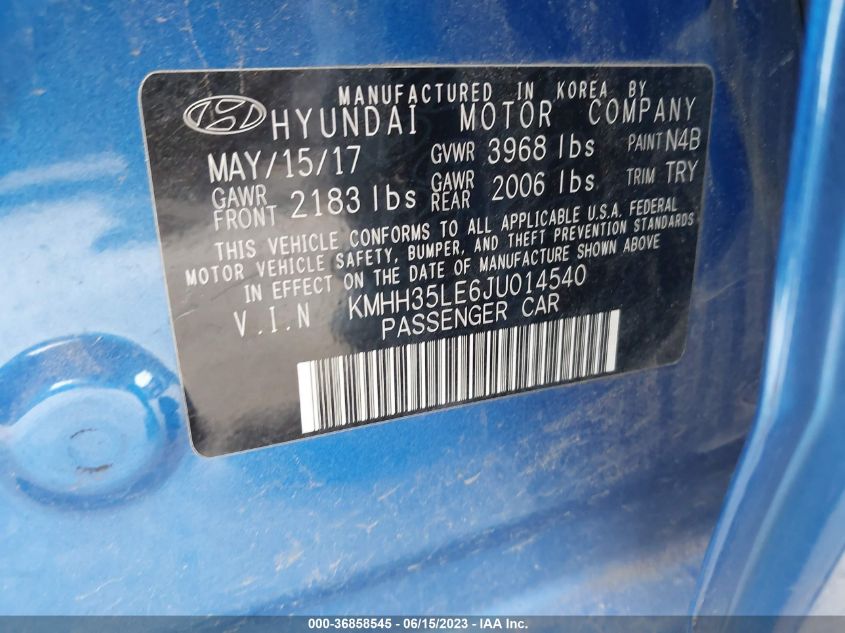 MANUFACTURED IN KOREA BY
HYUNDAI MOTOR COMPANY
MAY/15/17 GVWR 3968 lbs PAINT N4B
GAWR FRONT 2183 lbs GAWR REAR 2006 lbs TRIM TRY
THIS VEHICLE CONFORMS TO ALL APPLICABLE U.S.A. FEDERAL
MOTOR VEHICLE SAFETY, BUMPER, AND THEFT PREVENTION STANDARDS
IN EFFECT ON THE DATE OF MANUFACTURE SHOWN ABOVE
V.I.N KMHH35LE6JU014540
PASSENGER CAR
000-36858545 - 06/15/2023 - IAAI.COM